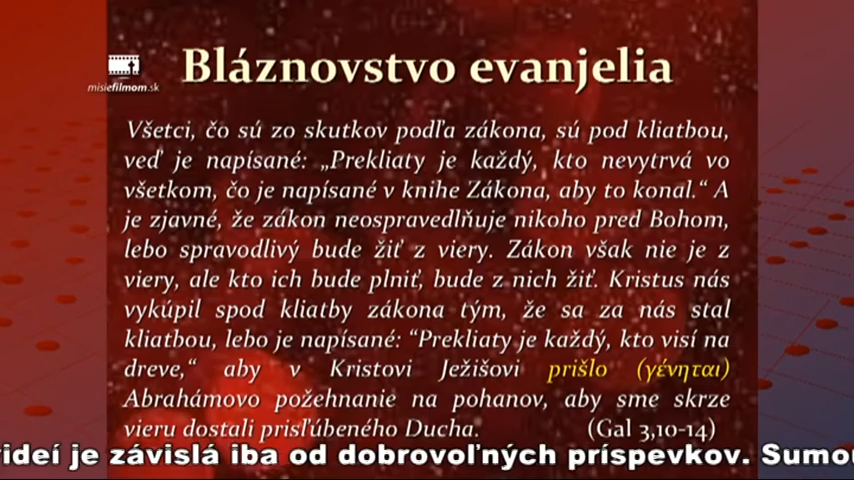 Bláznovstvo evanjelia
misiefilmom.sk
Všetci, čo sú zo skutkov podľa zákona, sú pod kliatbou,
veď je napísané: „Prekliaty je každý, kto nevytrvá vo
všetkom, čo je napísané v knihe Zákona, aby to konal.“ A
je zjavné, že zákon neospravedlňuje nikoho pred Bohom,
lebo spravodlivý bude žiť z viery. Zákon však nie je z
viery, ale kto ich bude plniť, bude z nich žiť. Kristus nás
vykúpil spod kliatby zákona tým, že sa za nás stal
kliatbou, lebo je napísané: “Prekliaty je každý, kto visí na
dreve,“ aby v Kristovi Ježišovi prišlo (γένηται)
Abrahámovo požehnanie na pohanov, aby sme skrze
vieru dostali prisľúbeného Ducha. (Gal 3,10-14)
videí je závislá iba od dobrovoľných príspevkov. Sumou